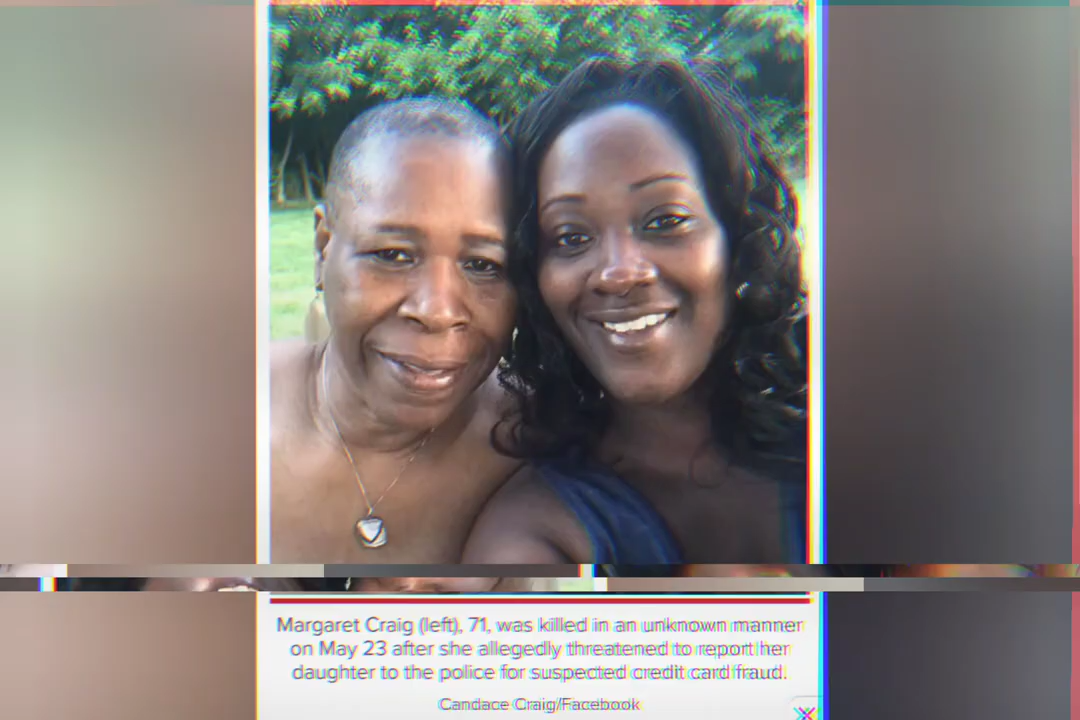 Margaret Craig (left), 71, was killed in an unknown manner
on May 23 after she allegedly threatened to report her
daughter to the police for suspected credit card fraud.
Candace Craig/Facebook